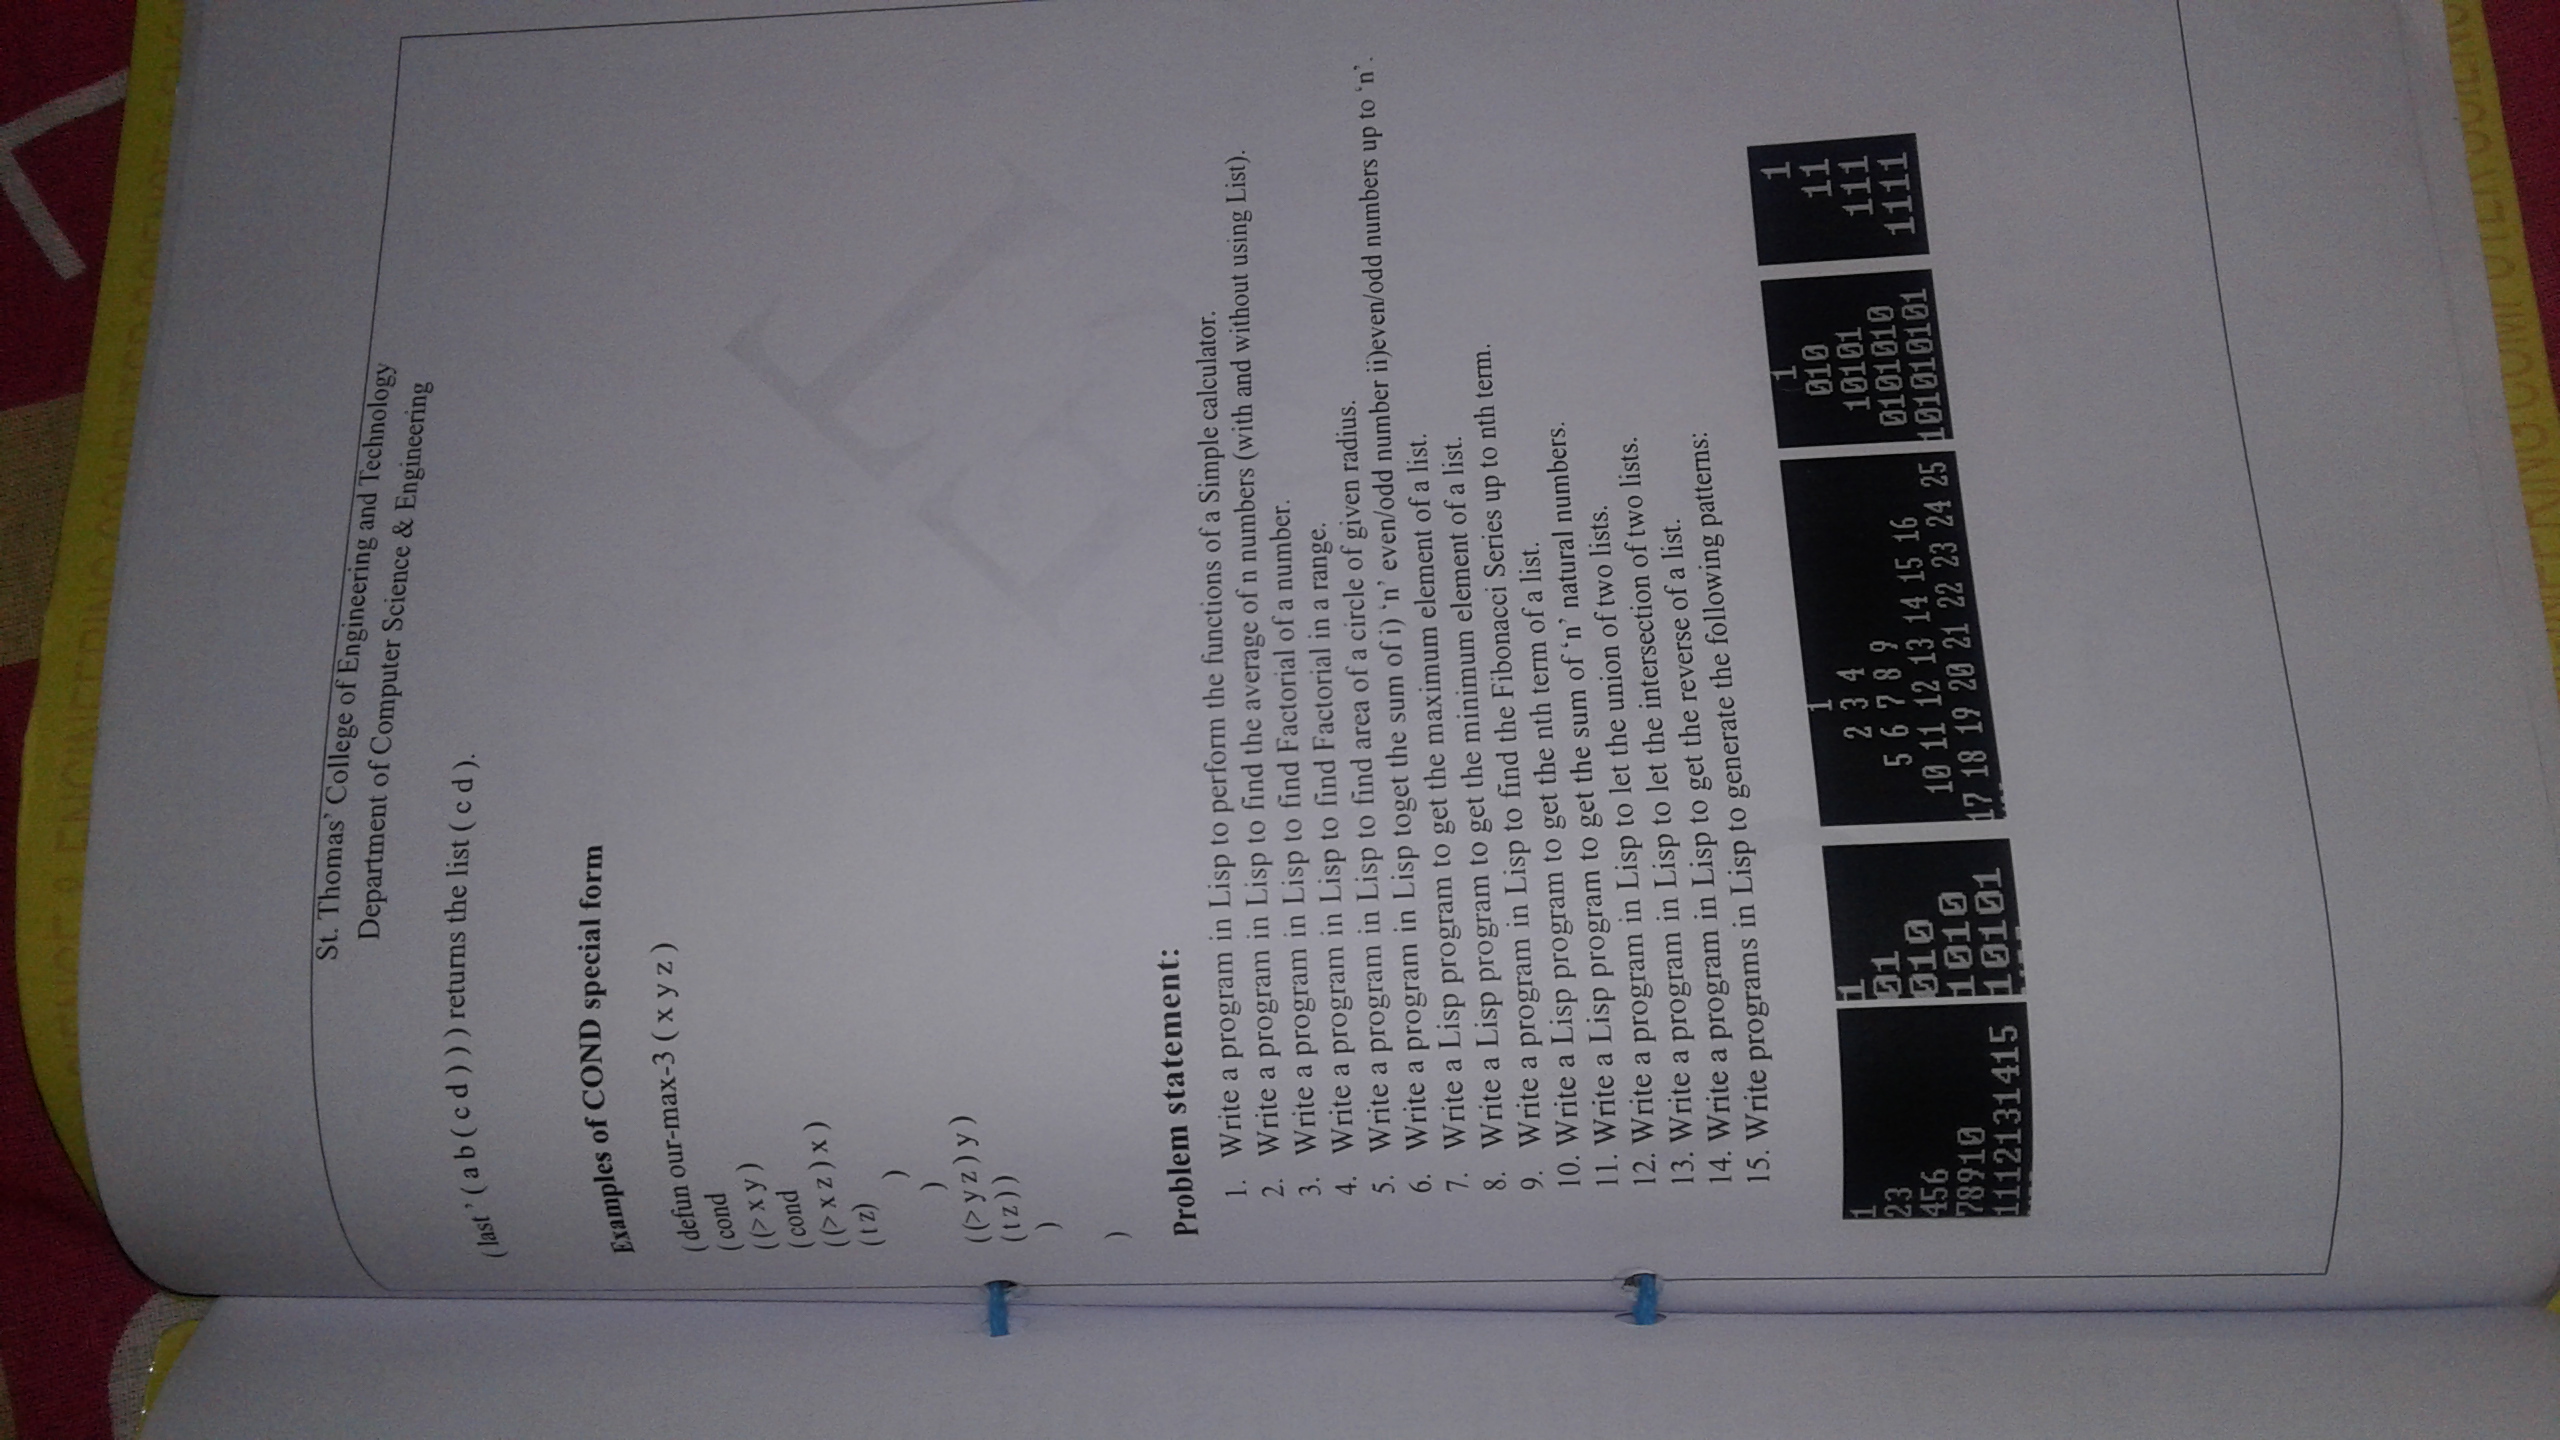 SCIENCE & ENGINEERING COMPUTER SCIENCE & ENG
St. Thomas' College of Engineering and Technology
Department of Computer Science & Engineering
( last ' ( a b ( c d ) ) ) returns the list ( c d ).
Examples of COND special form
( defun our-max-3 ( x y z )
( cond
( (> x y )
( cond
( (> x z ) x )
( t z)
)
)
( (> y z ) y )
( t z ) )
)
)
Problem statement:
1. Write a program in Lisp to perform the functions of a Simple calculator.
2. Write a program in Lisp to find the average of n numbers (with and without using List).
3. Write a program in Lisp to find Factorial of a number.
4. Write a program in Lisp to find Factorial in a range.
5. Write a program in Lisp to find area of a circle of given radius.
6. Write a program in Lisp toget the sum of i) 'n' even/odd number ii)even/odd numbers up to 'n'.
7. Write a Lisp program to get the maximum element of a list.
8. Write a Lisp program to get the minimum element of a list.
9. Write a program in Lisp to find the Fibonacci Series up to nth term.
10. Write a Lisp program to get the nth term of a list.
11. Write a Lisp program to get the sum of 'n' natural numbers.
12. Write a program in Lisp to let the union of two lists.
13. Write a program in Lisp to let the intersection of two lists.
14. Write a program in Lisp to get the reverse of a list.
15. Write programs in Lisp to generate the following patterns:
1
23
456
78910
1112131415
1
01
010
1010
10101
1
2 3 4
5 6 7 8 9
10 11 12 13 14 15 16
17 18 19 20 21 22 23 24 25
1
010
10101
0101010
101010101
1
11
111
1111
NEERING COMPUTER SCIENC